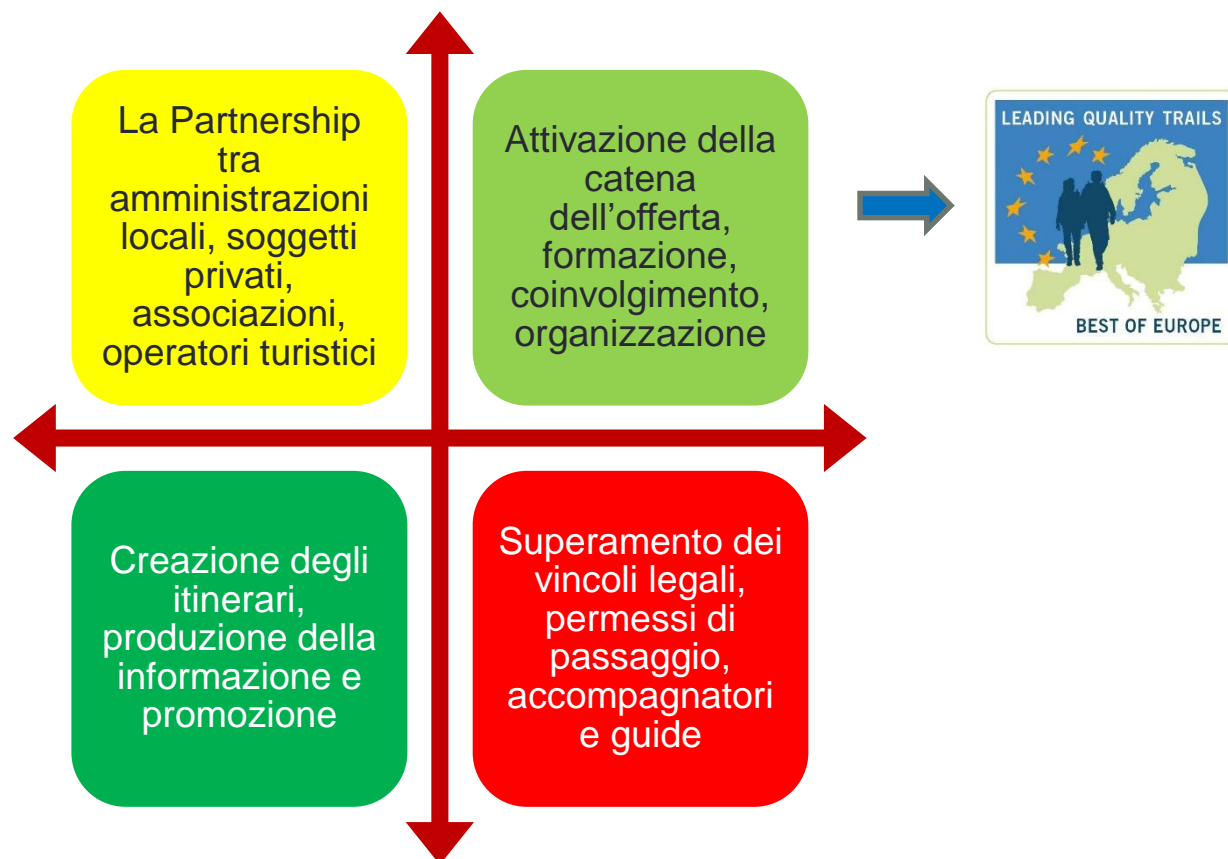 La Partnership
tra
amministrazioni
locali, soggetti
privati,
associazioni,
operatori turistici
Attivazione della
catena
dell'offerta,
formazione,
coinvolgimento,
organizzazione
LEADING QUALITY TRAILS
BEST OF EUROPE
Creazione degli
itinerari,
produzione della
informazione e
promozione
Superamento dei
vincoli legali,
permessi di
passaggio,
accompagnatori
e guide